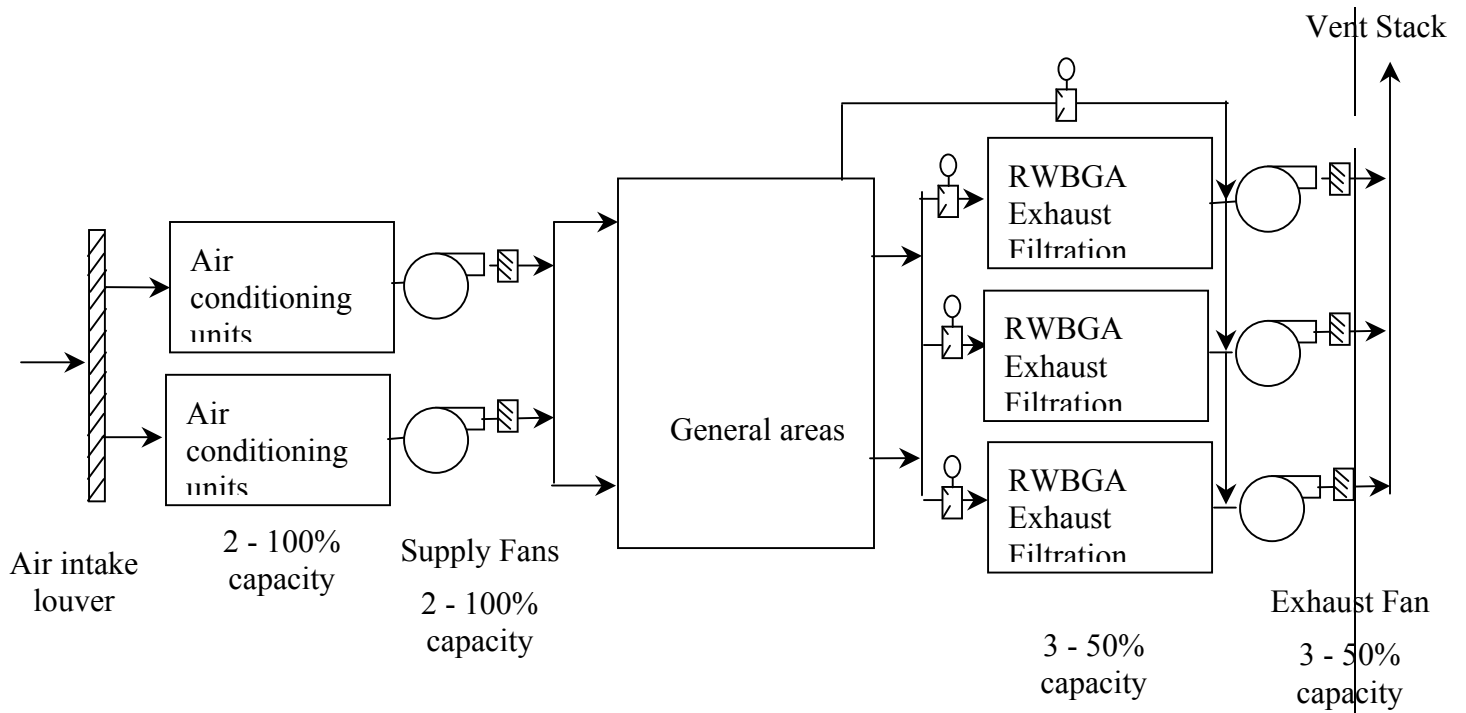 Vent Stack
RWBGA
Exhaust
Filtration
Air
conditioning
units
RWBGA
Exhaust
Filtration
Air
conditioning
units
General areas
RWBGA
Exhaust
Filtration
Air intake
louver
2 - 100%
capacity
Supply Fans
2 - 100%
capacity
3 - 50%
capacity
Exhaust Fan
3 - 50%
capacity